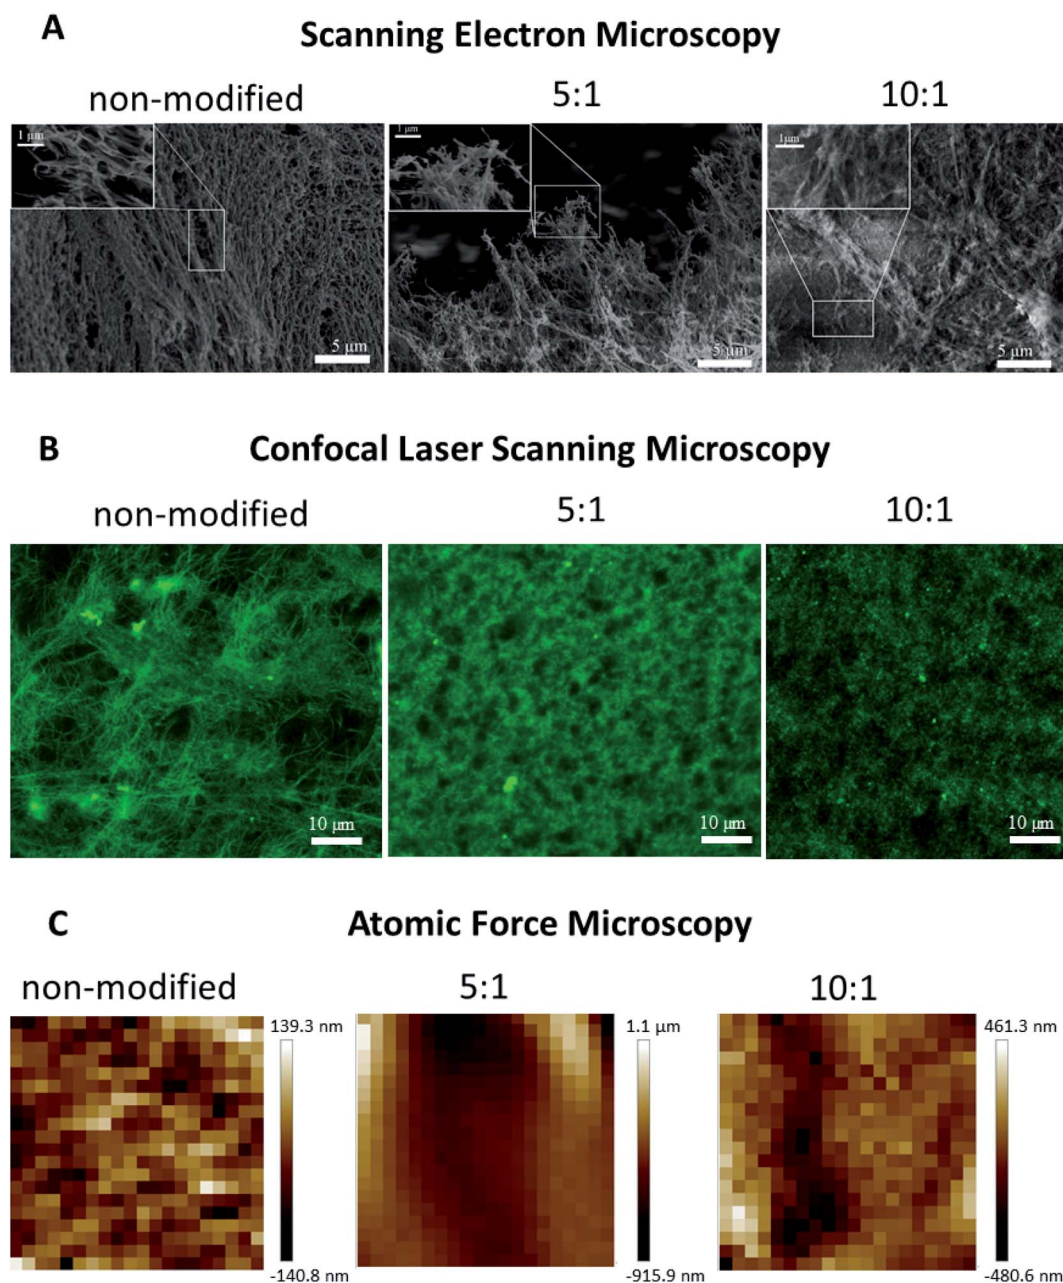 A
Scanning Electron Microscopy
non-modified
5:1
10:1
1 µm
1 µm
1µm
5 µm
5 µm
5 µm
B
Confocal Laser Scanning Microscopy
non-modified
5:1
10:1
10 µm
10 µm
10 µm
C
Atomic Force Microscopy
non-modified
5:1
10:1
139.3 nm
1.1 µm
461.3 nm
-140.8 nm
-915.9 nm
-480.6 nm